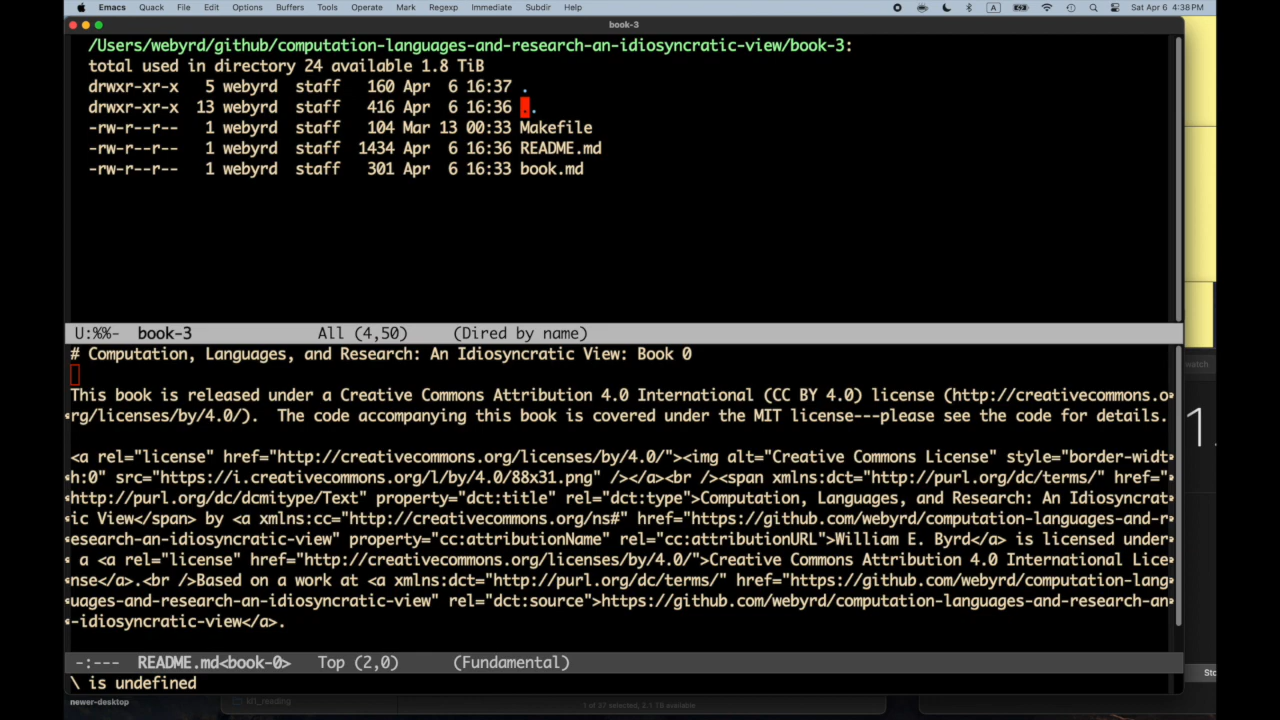 Emacs Quack File Edit Options Buffers Tools Operate Mark Regexp Immediate Subdir Help A Sat Apr 6 4:38 PM
book-3
/Users/webyrd/github/computation-languages-and-research-an-idiosyncratic-view/book-3:
total used in directory 24 available 1.8 TiB
drwxr-xr-x 5 webyrd staff 160 Apr 6 16:37 .
drwxr-xr-x 13 webyrd staff 416 Apr 6 16:36 ..
-rw-r--r-- 1 webyrd staff 104 Mar 13 00:33 Makefile
-rw-r--r-- 1 webyrd staff 1434 Apr 6 16:36 README.md
-rw-r--r-- 1 webyrd staff 301 Apr 6 16:33 book.md
U:%%- book-3 All (4,50) (Dired by name)
# Computation, Languages, and Research: An Idiosyncratic View: Book 0
This book is released under a Creative Commons Attribution 4.0 International (CC BY 4.0) license (http://creativecommons.o
rg/licenses/by/4.0/). The code accompanying this book is covered under the MIT license---please see the code for details.
<a rel="license" href="http://creativecommons.org/licenses/by/4.0/"><img alt="Creative Commons License" style="border-widt
h:0" src="https://i.creativecommons.org/l/by/4.0/88x31.png" /></a><br /><span xmlns:dct="http://purl.org/dc/terms/" href="
http://purl.org/dc/dcmitype/Text" property="dct:title" rel="dct:type">Computation, Languages, and Research: An Idiosyncrat
ic View</span> by <a xmlns:cc="http://creativecommons.org/ns#" href="https://github.com/webyrd/computation-languages-and-r
esearch-an-idiosyncratic-view" property="cc:attributionName" rel="cc:attributionURL">William E. Byrd</a> is licensed under
a <a rel="license" href="http://creativecommons.org/licenses/by/4.0/">Creative Commons Attribution 4.0 International Lice
nse</a>.<br />Based on a work at <a xmlns:dct="http://purl.org/dc/terms/" href="https://github.com/webyrd/computation-lang
uages-and-research-an-idiosyncratic-view" rel="dct:source">https://github.com/webyrd/computation-languages-and-research-an
-idiosyncratic-view</a>.
-:--- README.md<book-0> Top (2,0) (Fundamental)
\ is undefined
newer-desktop
1 of 37 selected, 2.1 TB available
watch
1.